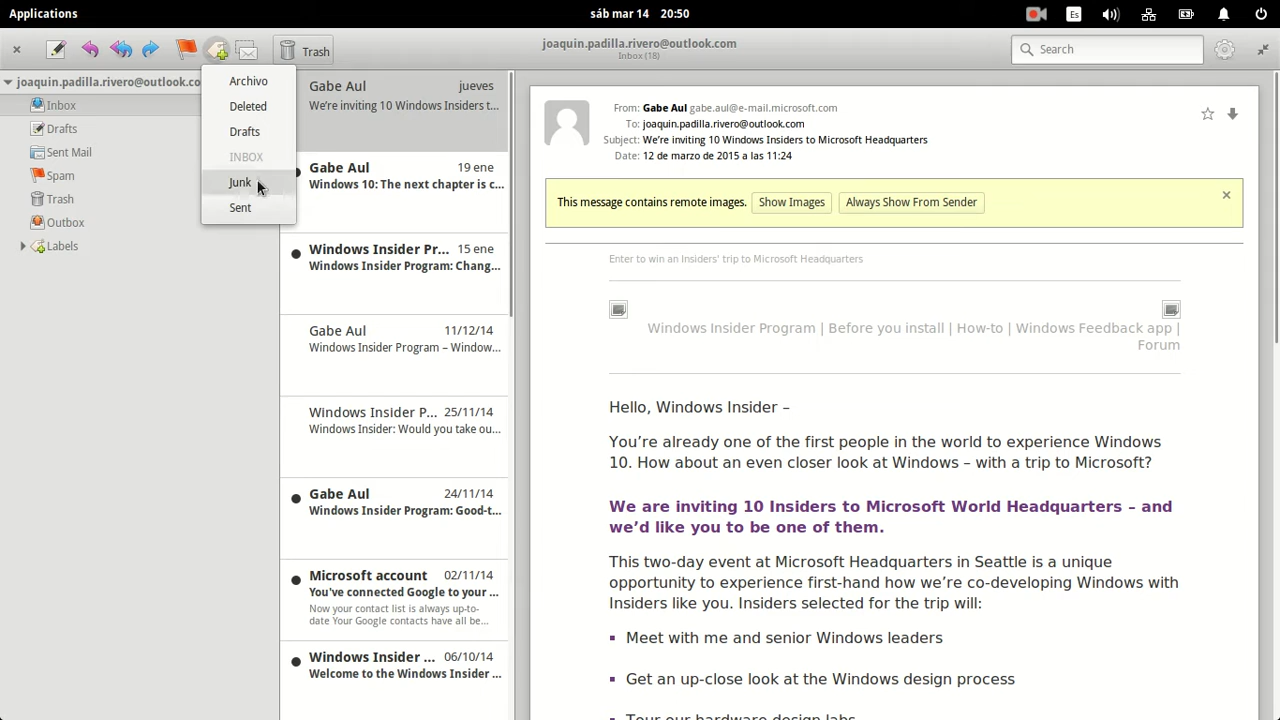 Applications
sáb mar 14 20:50
Es
Trash
joaquin.padilla.rivero@outlook.com
Inbox (18)
Search
joaquin.padilla.rivero@outlook.co
Inbox
Drafts
Sent Mail
Spam
Trash
Outbox
Labels
Archivo
Deleted
Drafts
INBOX
Junk
Sent
Gabe Aul jueves
We're inviting 10 Windows Insiders t...
Gabe Aul 19 ene
Windows 10: The next chapter is c...
Windows Insider Pr... 15 ene
Windows Insider Program: Chang...
Gabe Aul 11/12/14
Windows Insider Program – Window...
Windows Insider P... 25/11/14
Windows Insider: Would you take ou...
Gabe Aul 24/11/14
Windows Insider Program: Good-t...
Microsoft account 02/11/14
You've connected Google to your ...
Now your contact list is always up-to-
date Your Google contacts have all be...
Windows Insider ... 06/10/14
Welcome to the Windows Insider ...
From: Gabe Aul gabe.aul@e-mail.microsoft.com
To: joaquin.padilla.rivero@outlook.com
Subject: We're inviting 10 Windows Insiders to Microsoft Headquarters
Date: 12 de marzo de 2015 a las 11:24
This message contains remote images. Show Images Always Show From Sender
Enter to win an Insiders' trip to Microsoft Headquarters
Windows Insider Program | Before you install | How-to | Windows Feedback app |
Forum
Hello, Windows Insider –
You're already one of the first people in the world to experience Windows
10. How about an even closer look at Windows – with a trip to Microsoft?
We are inviting 10 Insiders to Microsoft World Headquarters – and
we'd like you to be one of them.
This two-day event at Microsoft Headquarters in Seattle is a unique
opportunity to experience first-hand how we're co-developing Windows with
Insiders like you. Insiders selected for the trip will:
▪ Meet with me and senior Windows leaders
▪ Get an up-close look at the Windows design process
▪ Tour our hardware design labs